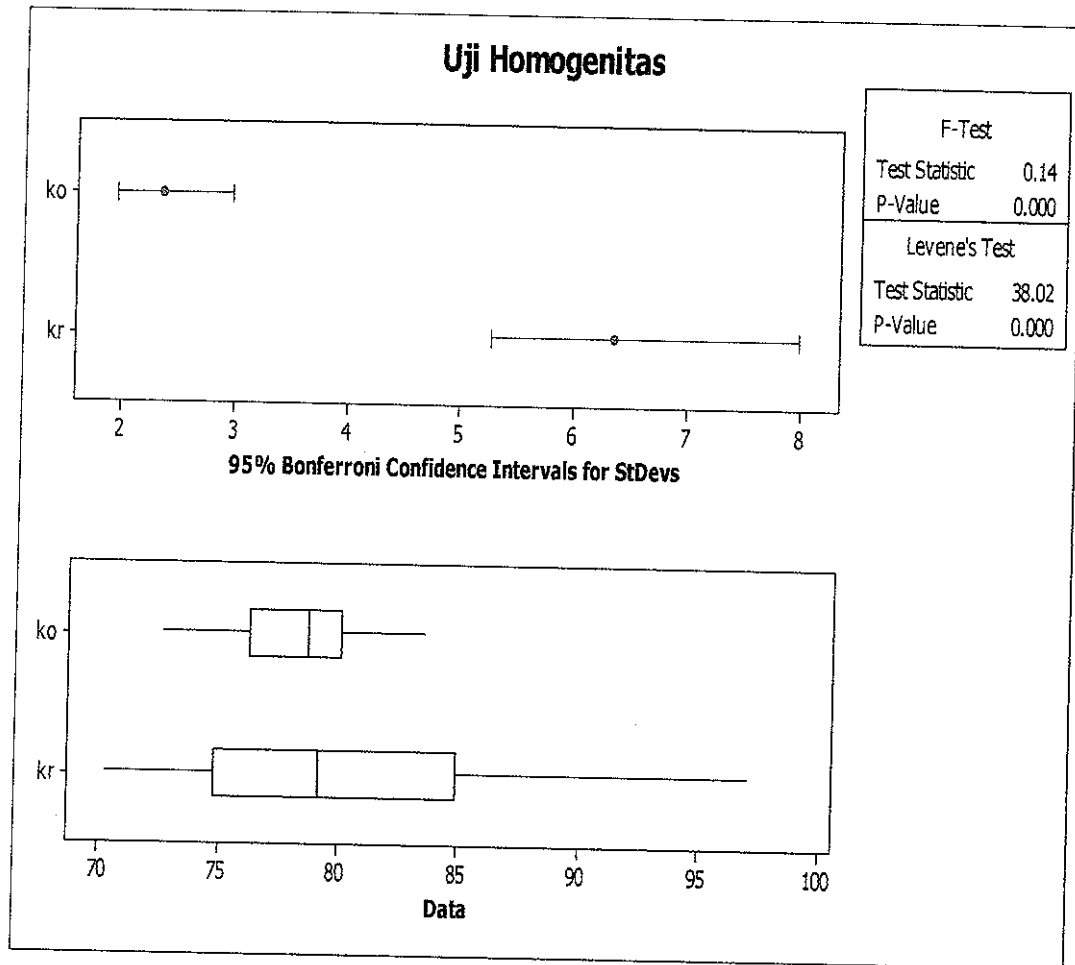 Uji Homogenitas
F-Test
Test Statistic 0.14
P-Value 0.000
Levene's Test
Test Statistic 38.02
P-Value 0.000
ko
kr
2 3 4 5 6 7 8
95% Bonferroni Confidence Intervals for StDevs
ko
kr
70 75 80 85 90 95 100
Data